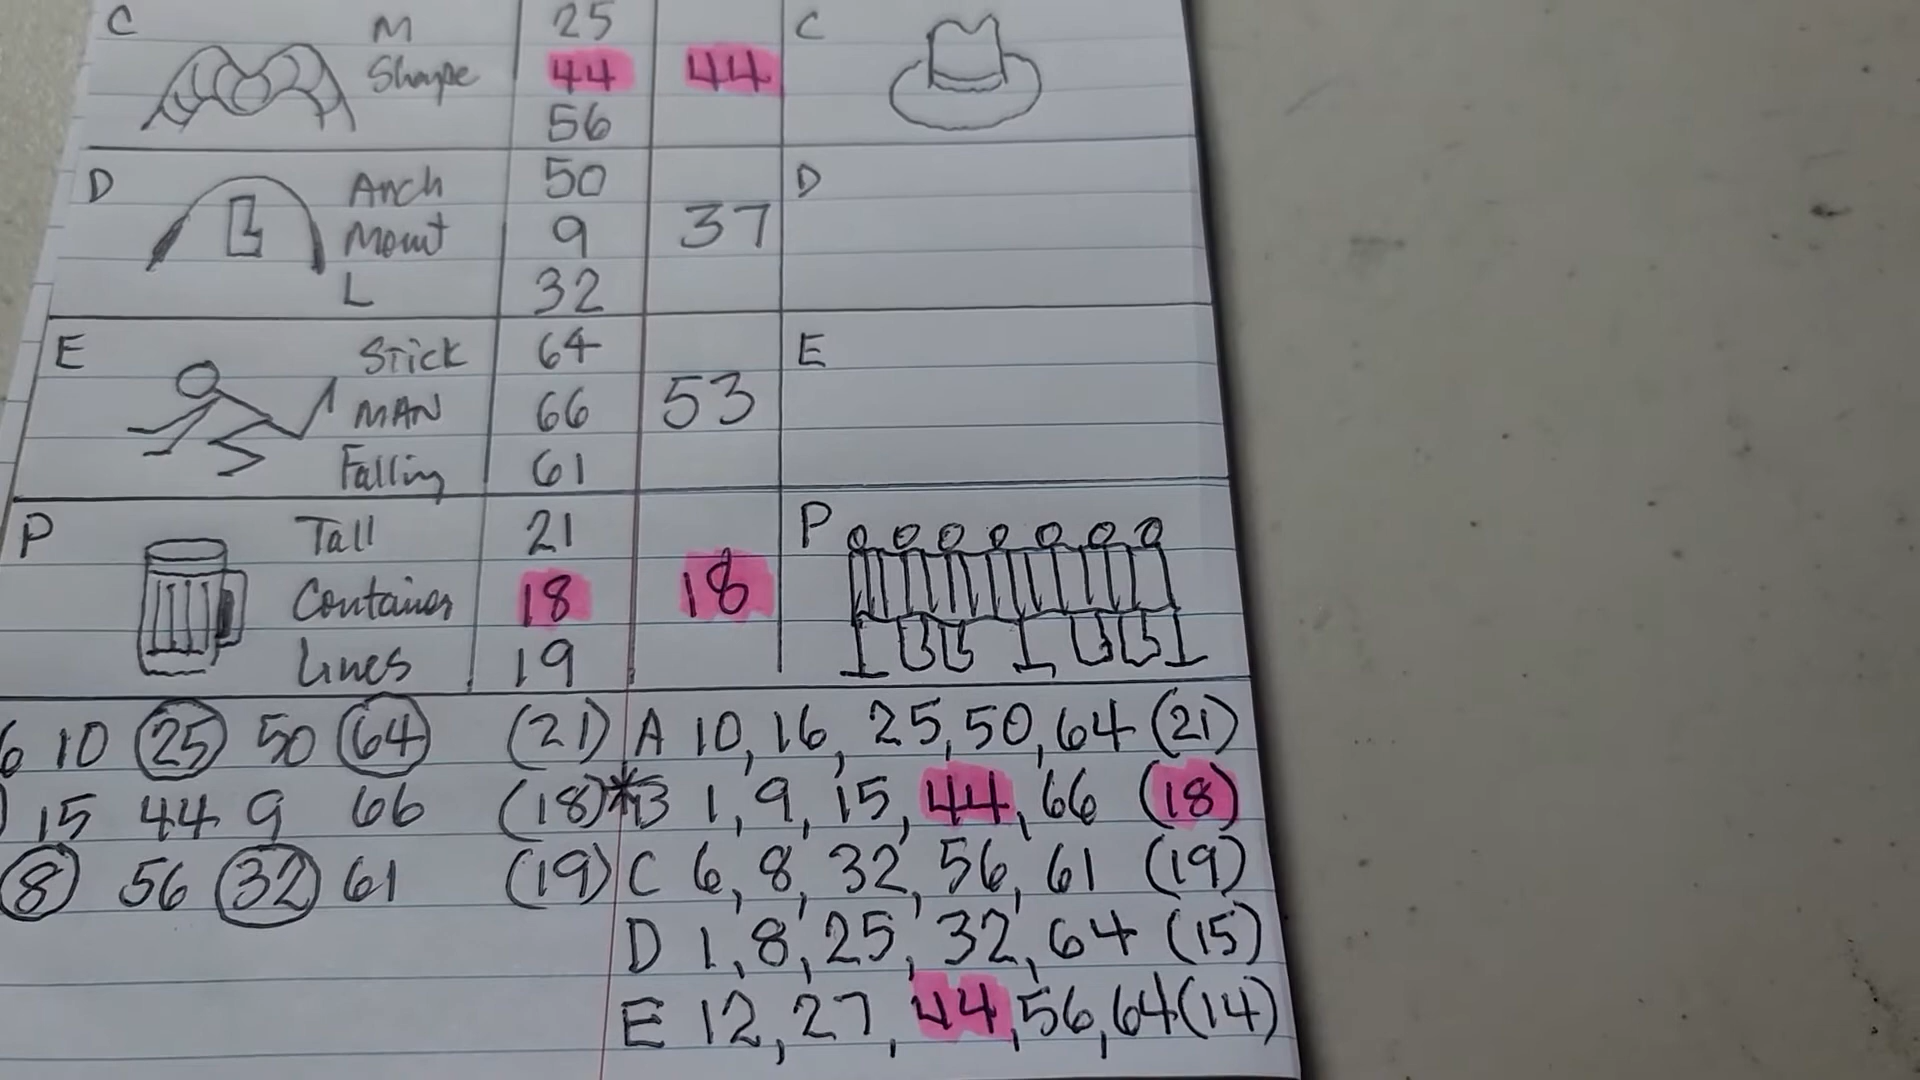 C M 25 C
Shape 44 44
56
D Arch 50 D
Mount 9 37
L 32
E Stick 64 E
MAN 66 53
Falling 61
P Tall 21 P
Container 18 18
Lines 19
6 10 25 50 64 (21) A 10, 16, 25, 50, 64 (21)
15 44 9 66 (18) *B 1, 9, 15, 44, 66 (18)
8 56 32 61 (19) C 6, 8, 32, 56, 61 (19)
D 1, 8, 25, 32, 64 (15)
E 12, 27, 44, 56, 64 (14)